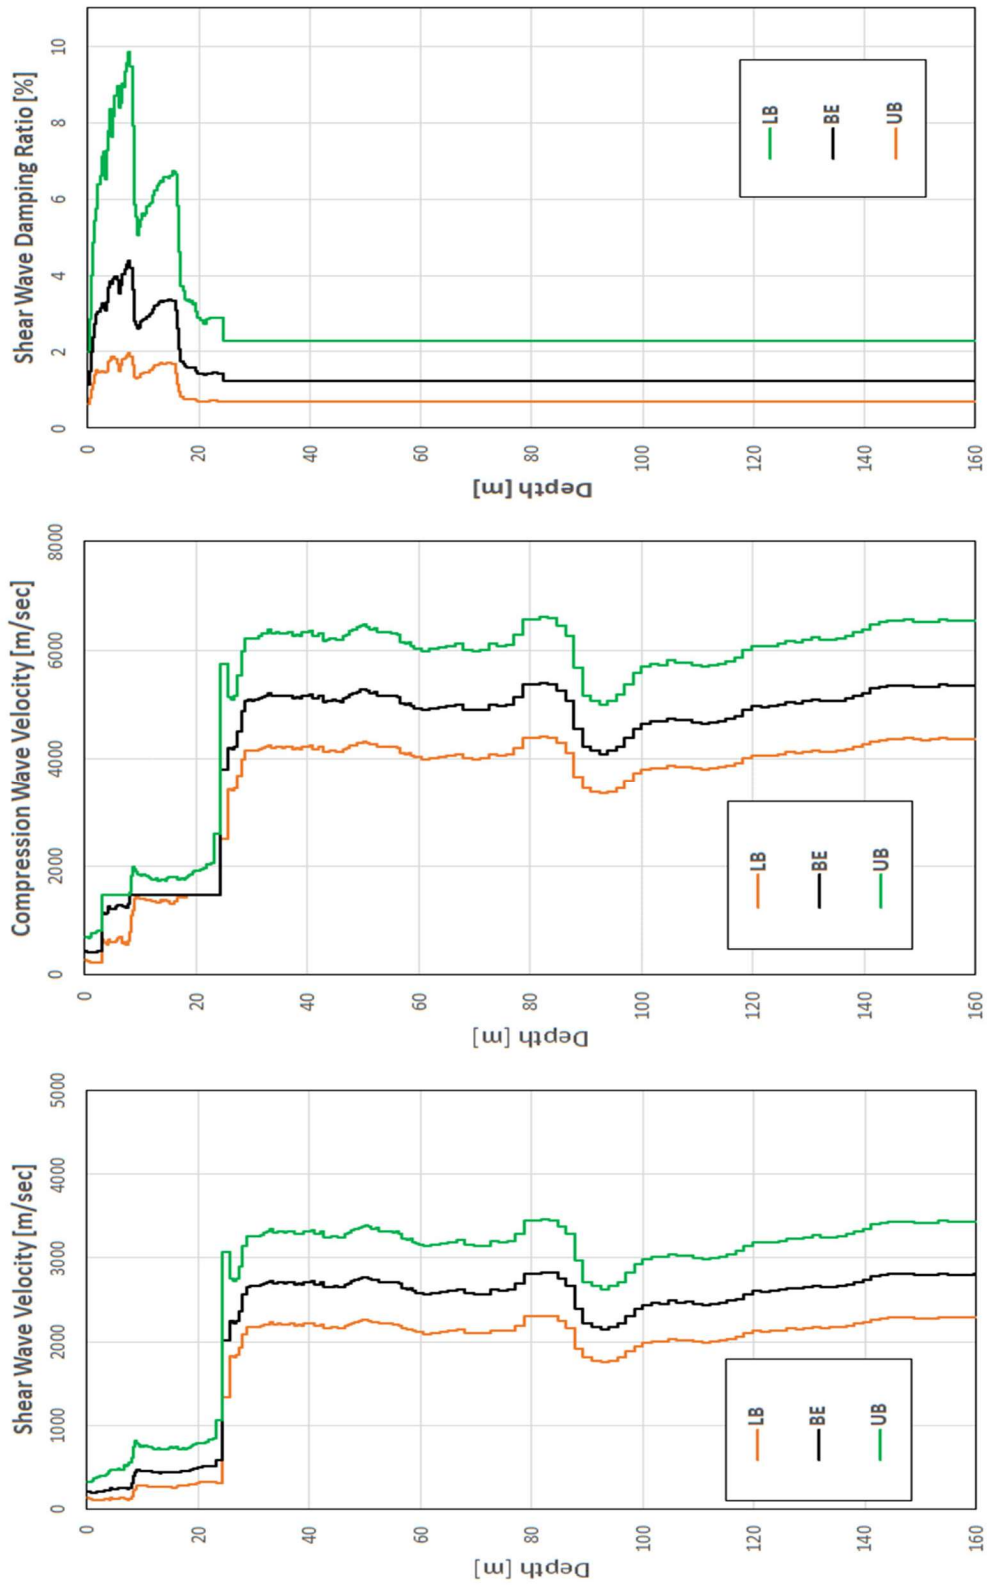 Shear Wave Velocity [m/sec]
0 1000 2000 3000 4000 5000
0
20
40
60
80
100
120
140
160
Depth [m]
LB
BE
UB
Compression Wave Velocity [m/sec]
0 2000 4000 6000 8000
0
20
40
60
80
100
120
140
160
Depth [m]
LB
BE
UB
Shear Wave Damping Ratio [%]
0 2 4 6 8 10
0
20
40
60
80
100
120
140
160
Depth [m]
LB
BE
UB